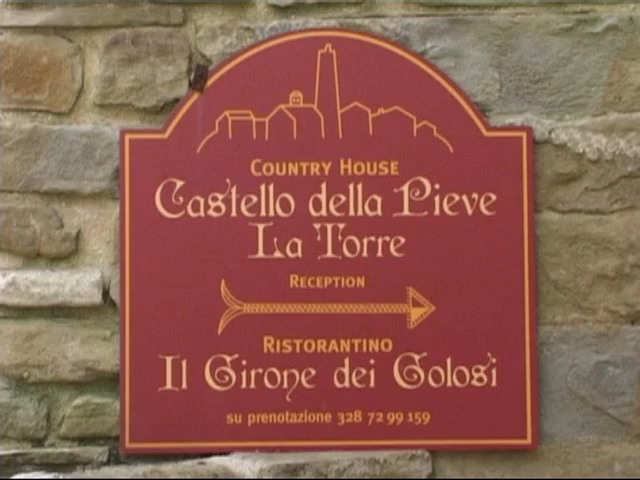 Country House
Castello della Pieve
La Torre
Reception
Ristorantino
Il Girone dei Golosi
su prenotazione 328 72 99 159